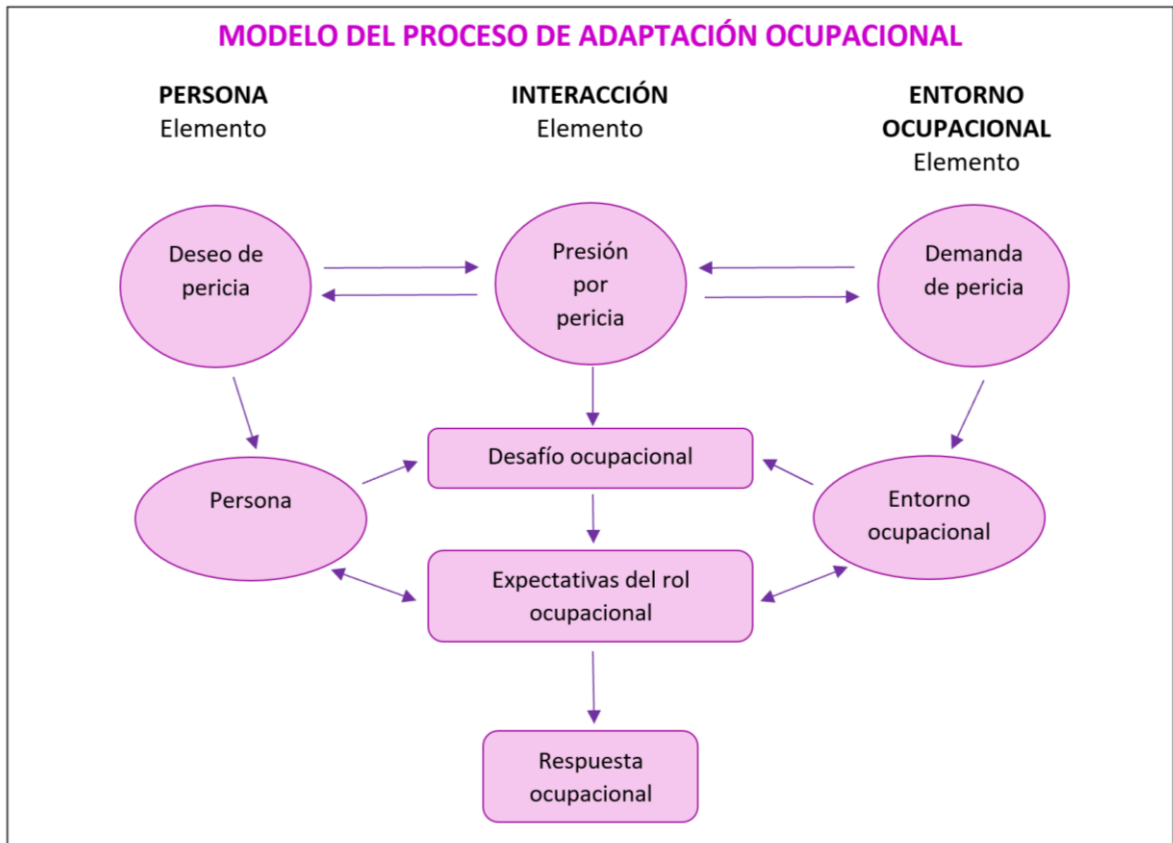 MODELO DEL PROCESO DE ADAPTACIÓN OCUPACIONAL
PERSONA
Elemento
INTERACCIÓN
Elemento
ENTORNO
OCUPACIONAL
Elemento
Deseo de
pericia
Presión
por
pericia
Demanda
de pericia
Desafío ocupacional
Persona
Entorno
ocupacional
Expectativas del rol
ocupacional
Respuesta
ocupacional